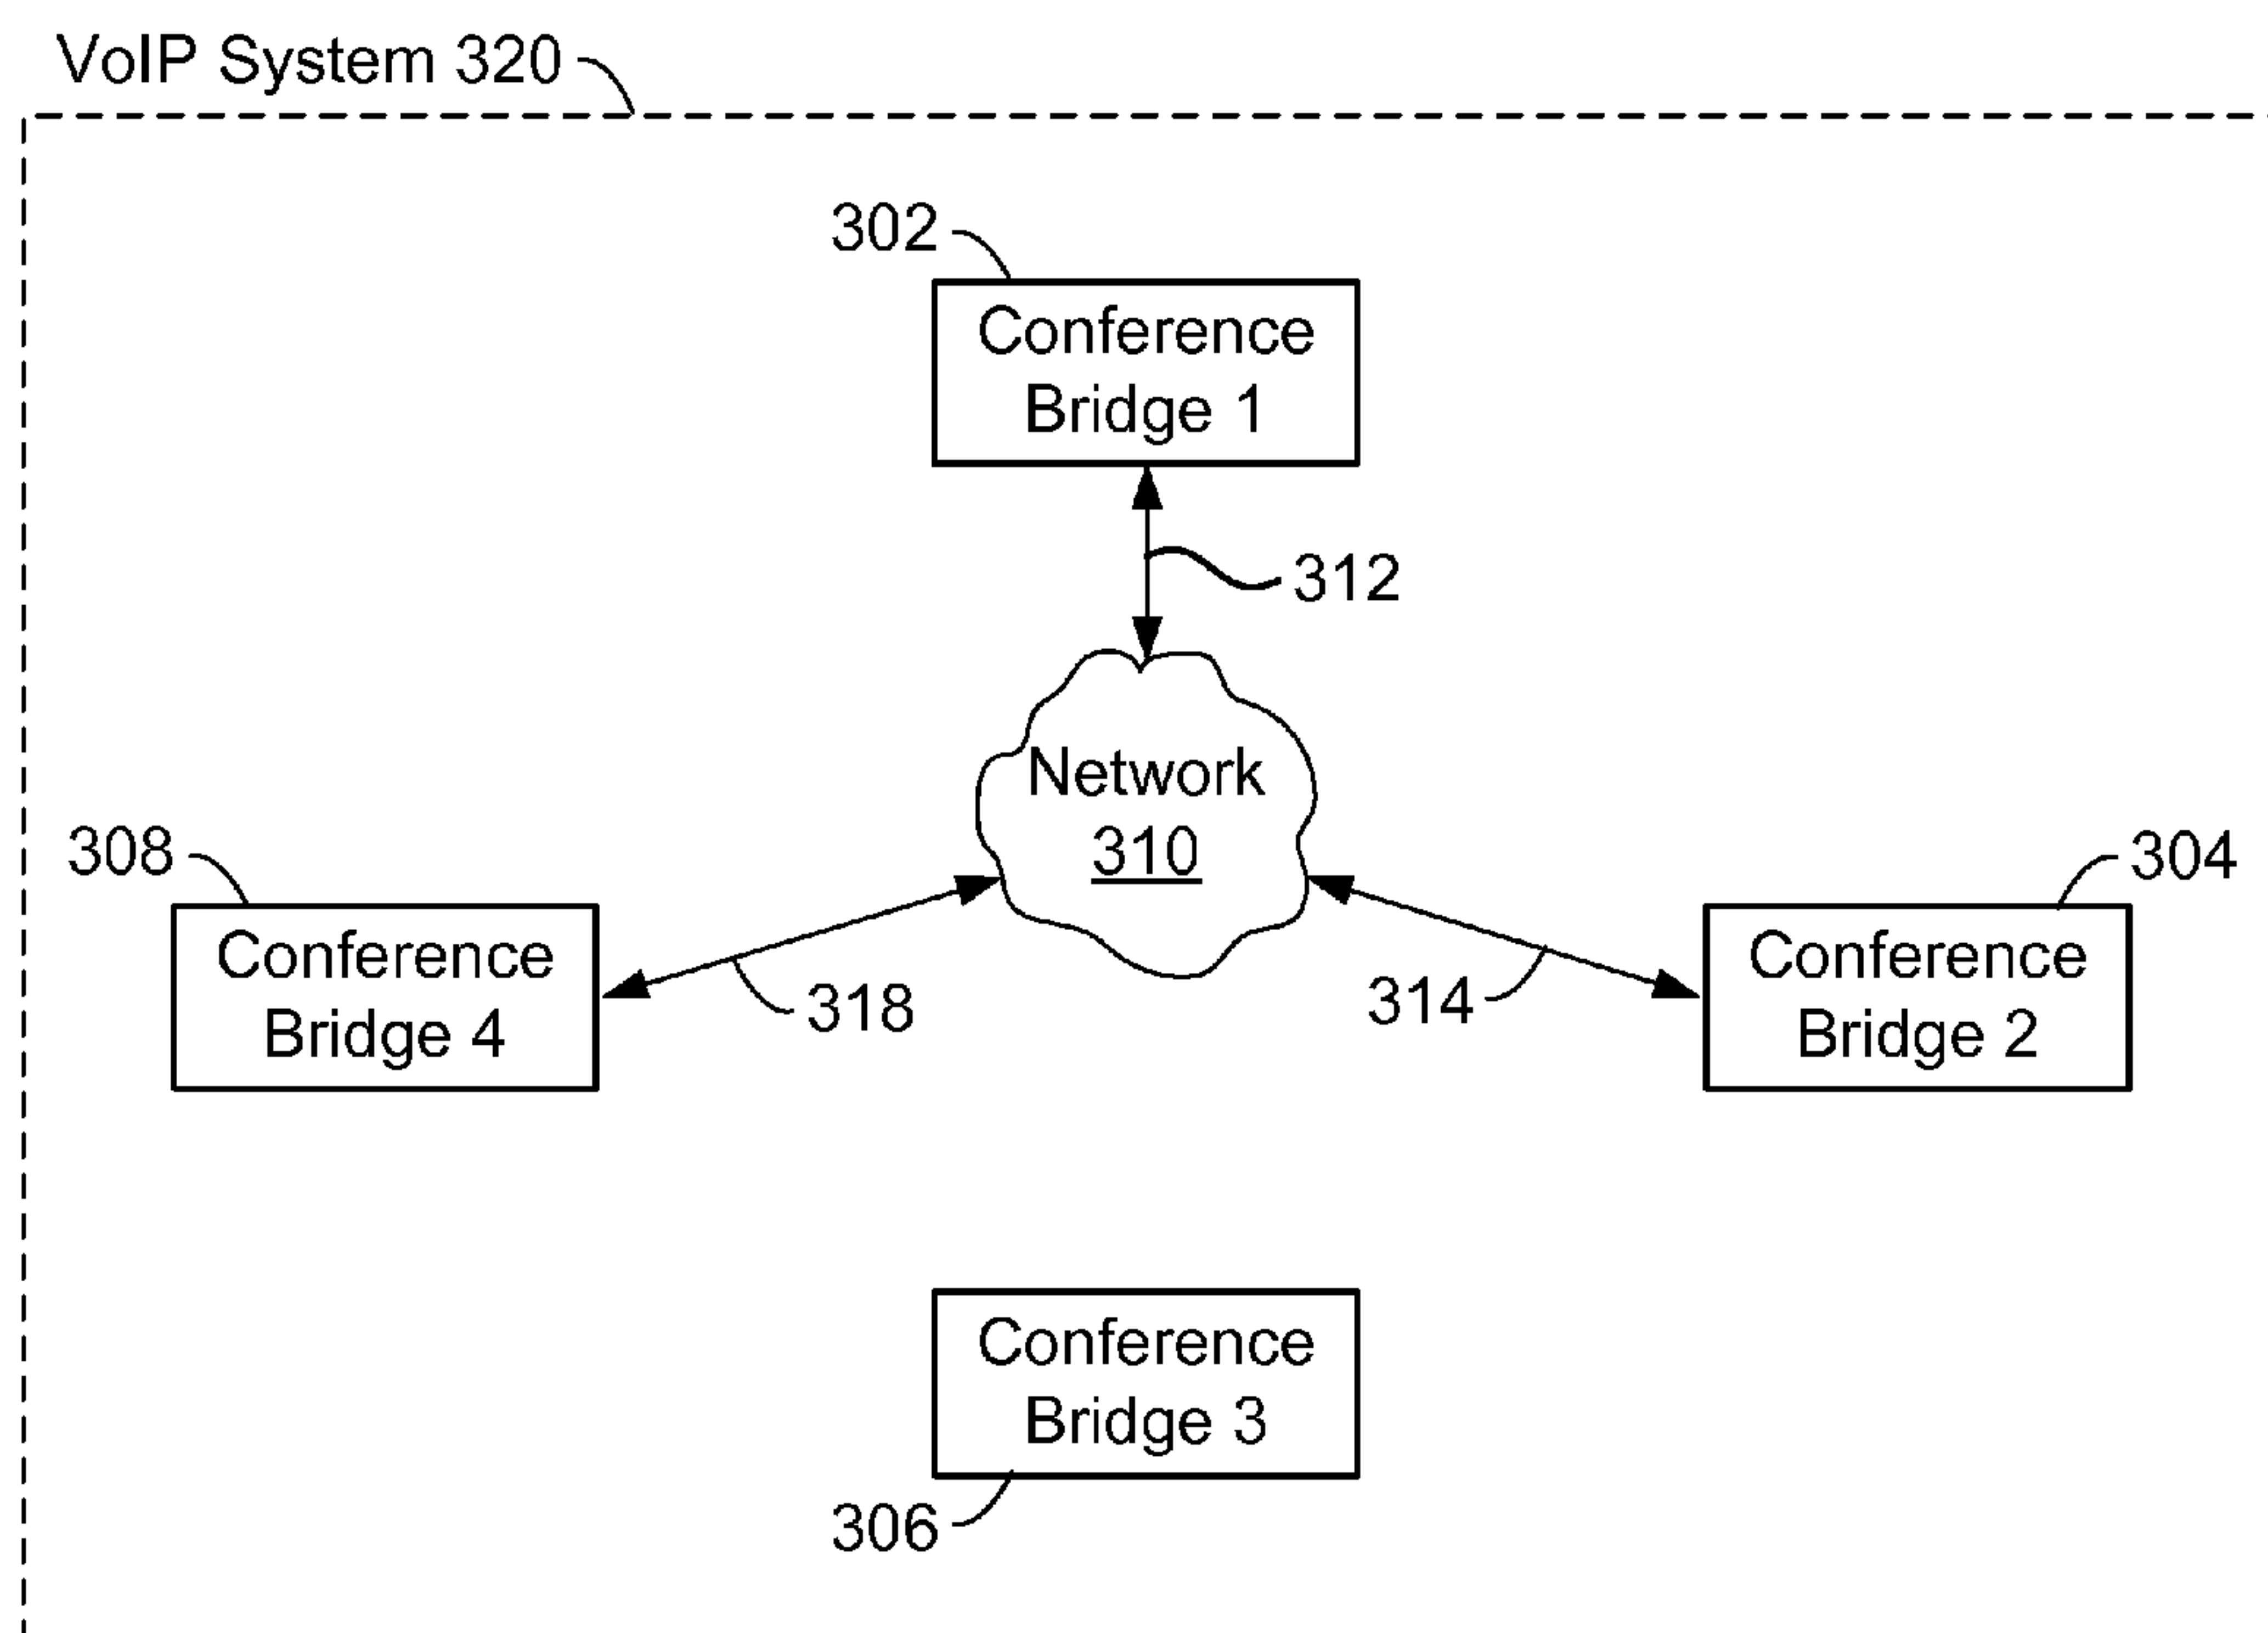 VoIP System 320
302
Conference
Bridge 1
312
Network
310
308
304
Conference
Bridge 4
318
314
Conference
Bridge 2
Conference
Bridge 3
306